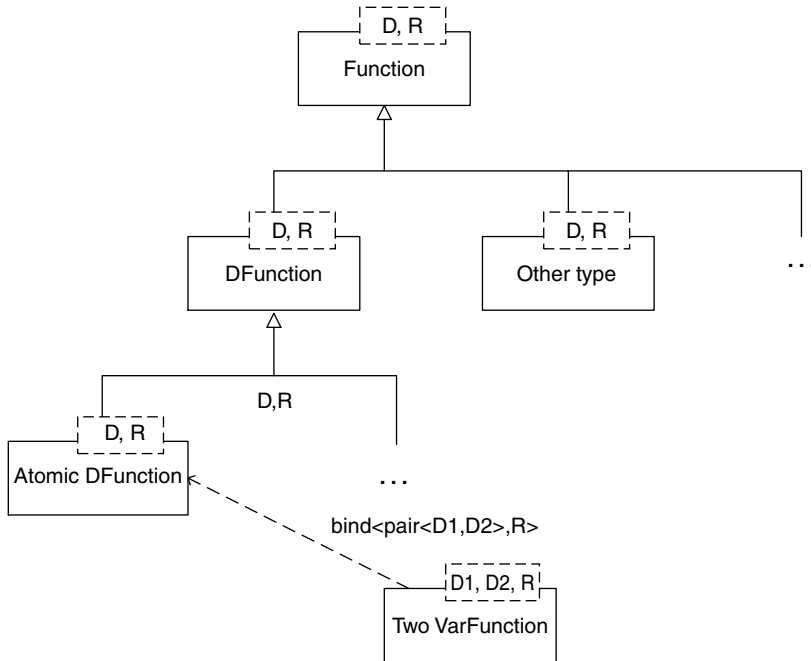 D, R
Function
D, R
DFunction
D, R
Other type
...
D,R
D, R
Atomic DFunction
...
bind<pair<D1,D2>,R>
D1, D2, R
Two VarFunction